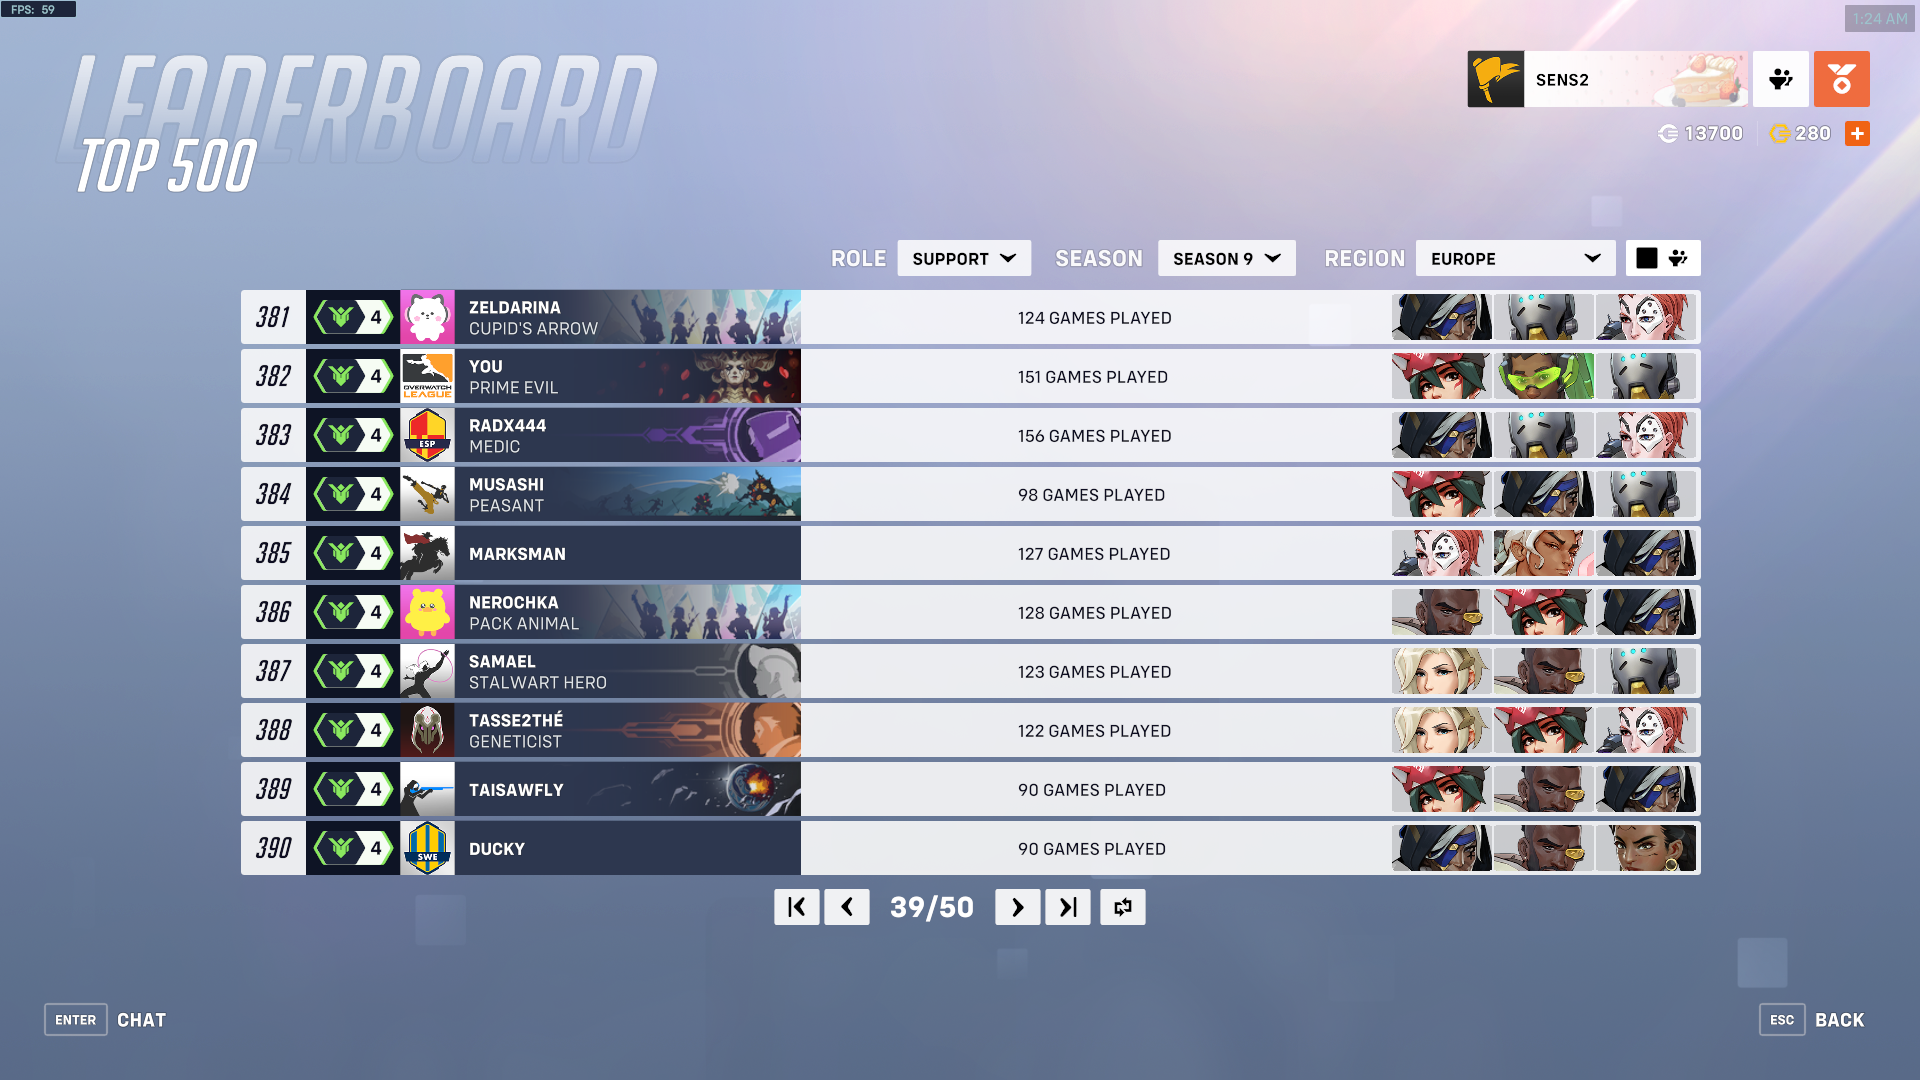 FPS: 59
1:24 AM
LEADERBOARD
TOP 500
SENS2
13700
280
ROLE SUPPORT SEASON SEASON 9 REGION EUROPE
381 4 ZELDARINA 124 GAMES PLAYED
CUPID'S ARROW
382 4 OVERWATCH LEAGUE YOU 151 GAMES PLAYED
PRIME EVIL
383 4 ESP RADX444 156 GAMES PLAYED
MEDIC
384 4 MUSASHI 98 GAMES PLAYED
PEASANT
385 4 MARKSMAN 127 GAMES PLAYED
386 4 NEROCHKA 128 GAMES PLAYED
PACK ANIMAL
387 4 SAMAEL 123 GAMES PLAYED
STALWART HERO
388 4 TASSE2THÉ 122 GAMES PLAYED
GENETICIST
389 4 TAISAWFLY 90 GAMES PLAYED
390 4 SWE DUCKY 90 GAMES PLAYED
39/50
ENTER CHAT
ESC BACK